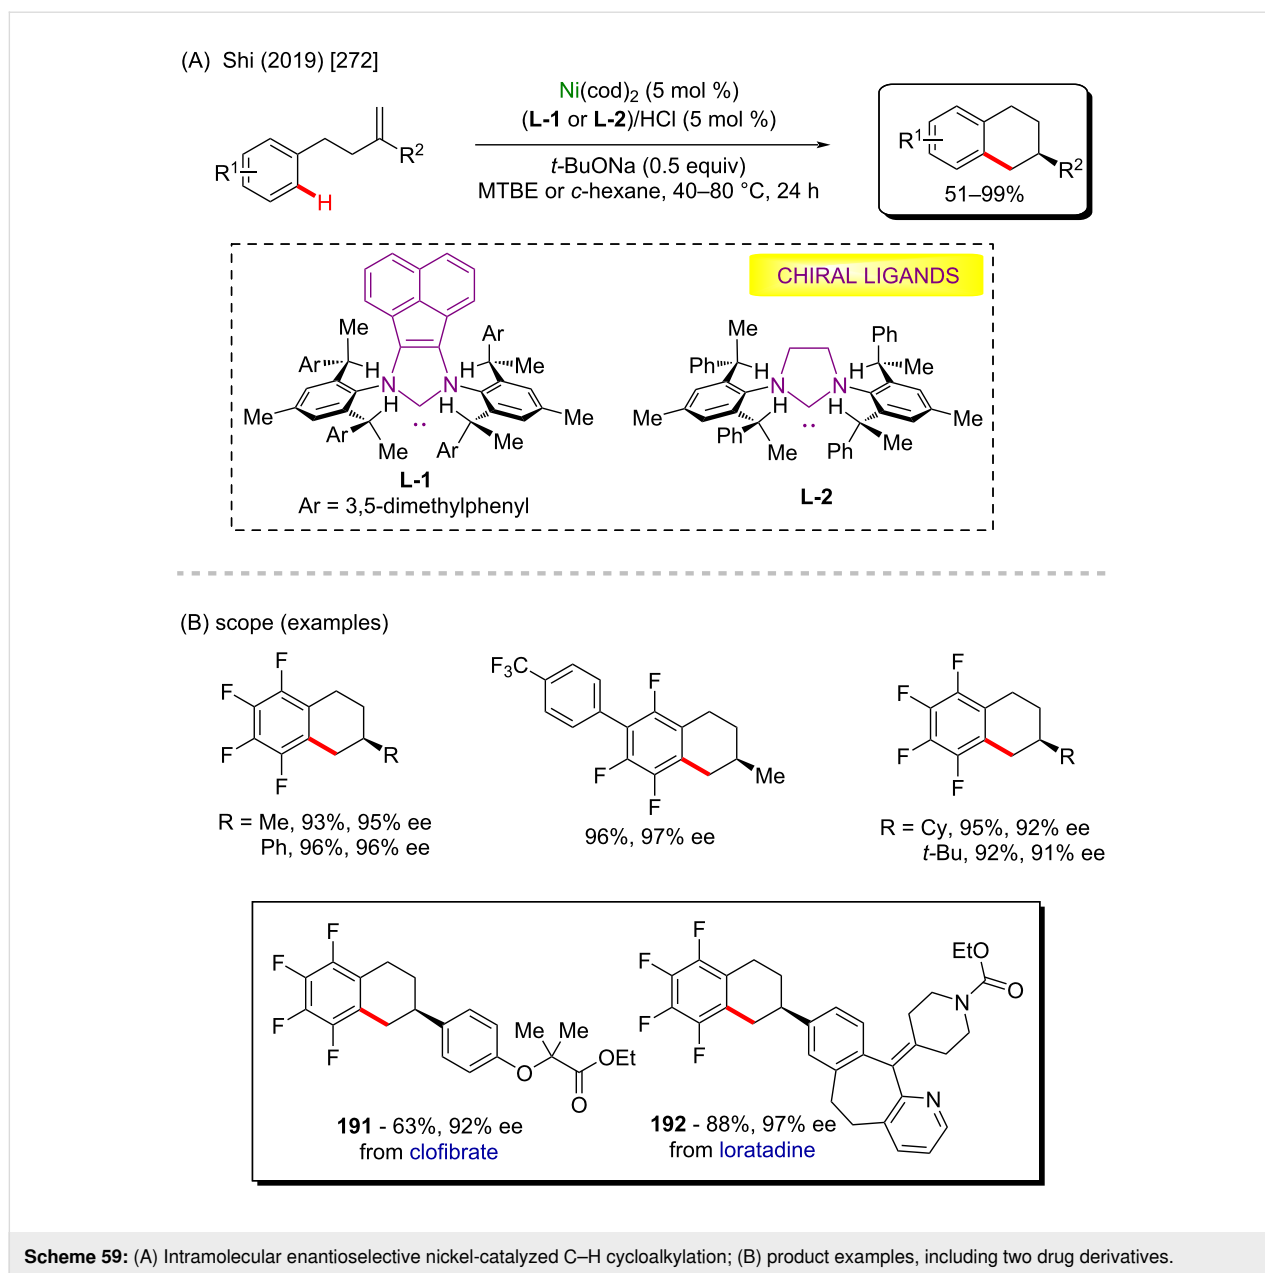 (A) Shi (2019) [272]
Ni(cod)2 (5 mol %)
(L-1 or L-2)/HCl (5 mol %)
t-BuONa (0.5 equiv)
MTBE or c-hexane, 40–80 °C, 24 h
R1
H
R2
R1
R2
51–99%
CHIRAL LIGANDS
Me
Ar
Ar
H
H
Me
N
N
Me
H
H
Me
Ar
Me
Ar
Me
L-1
Ar = 3,5-dimethylphenyl
Me
Ph
Ph
H
H
Me
N
N
Me
H
H
Me
Ph
Me
Ph
Me
L-2
(B) scope (examples)
F
F
F
F
R
R = Me, 93%, 95% ee
Ph, 96%, 96% ee
F3C
F
F
F
Me
96%, 97% ee
F
F
F
F
R
R = Cy, 95%, 92% ee
t-Bu, 92%, 91% ee
F
F
F
F
Me
Me
O
OEt
O
191 - 63%, 92% ee
from clofibrate
F
F
F
F
EtO
O
N
N
192 - 88%, 97% ee
from loratadine
Scheme 59: (A) Intramolecular enantioselective nickel-catalyzed C–H cycloalkylation; (B) product examples, including two drug derivatives.